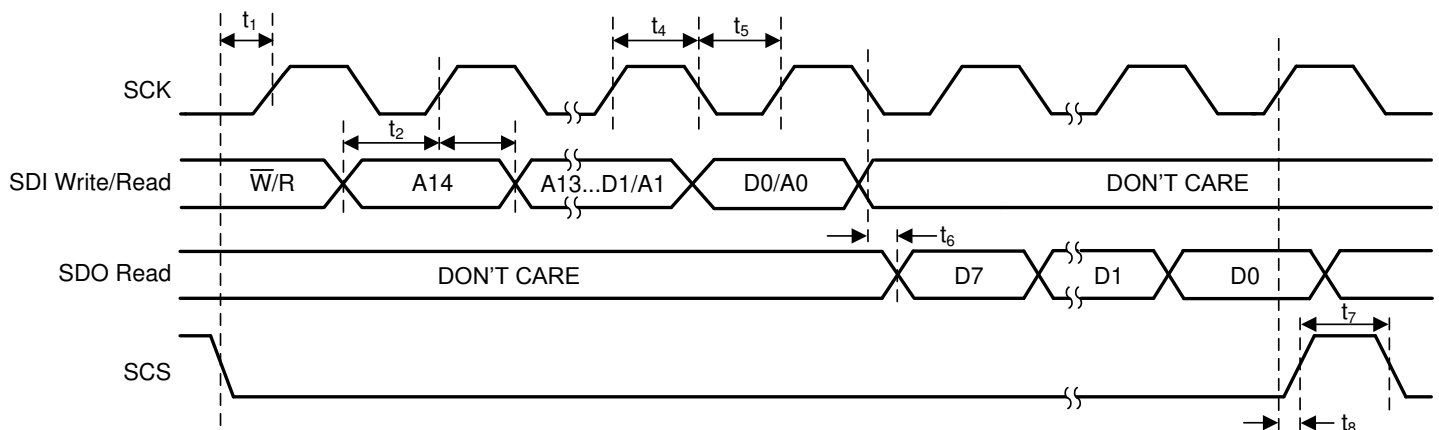 t₁ t₄ t₅
SCK
t₂
SDI Write/Read W̅/R A14 A13...D1/A1 D0/A0 DON'T CARE
t₆
SDO Read DON'T CARE D7 D1 D0
t₇
SCS
t₈